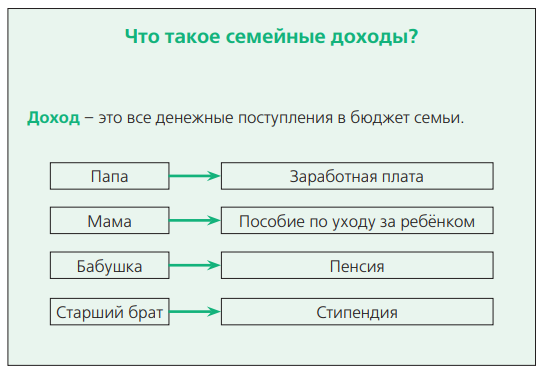 Что такое семейные доходы?
Доход – это все денежные поступления в бюджет семьи.
Папа
Заработная плата
Мама
Пособие по уходу за ребёнком
Бабушка
Пенсия
Старший брат
Стипендия